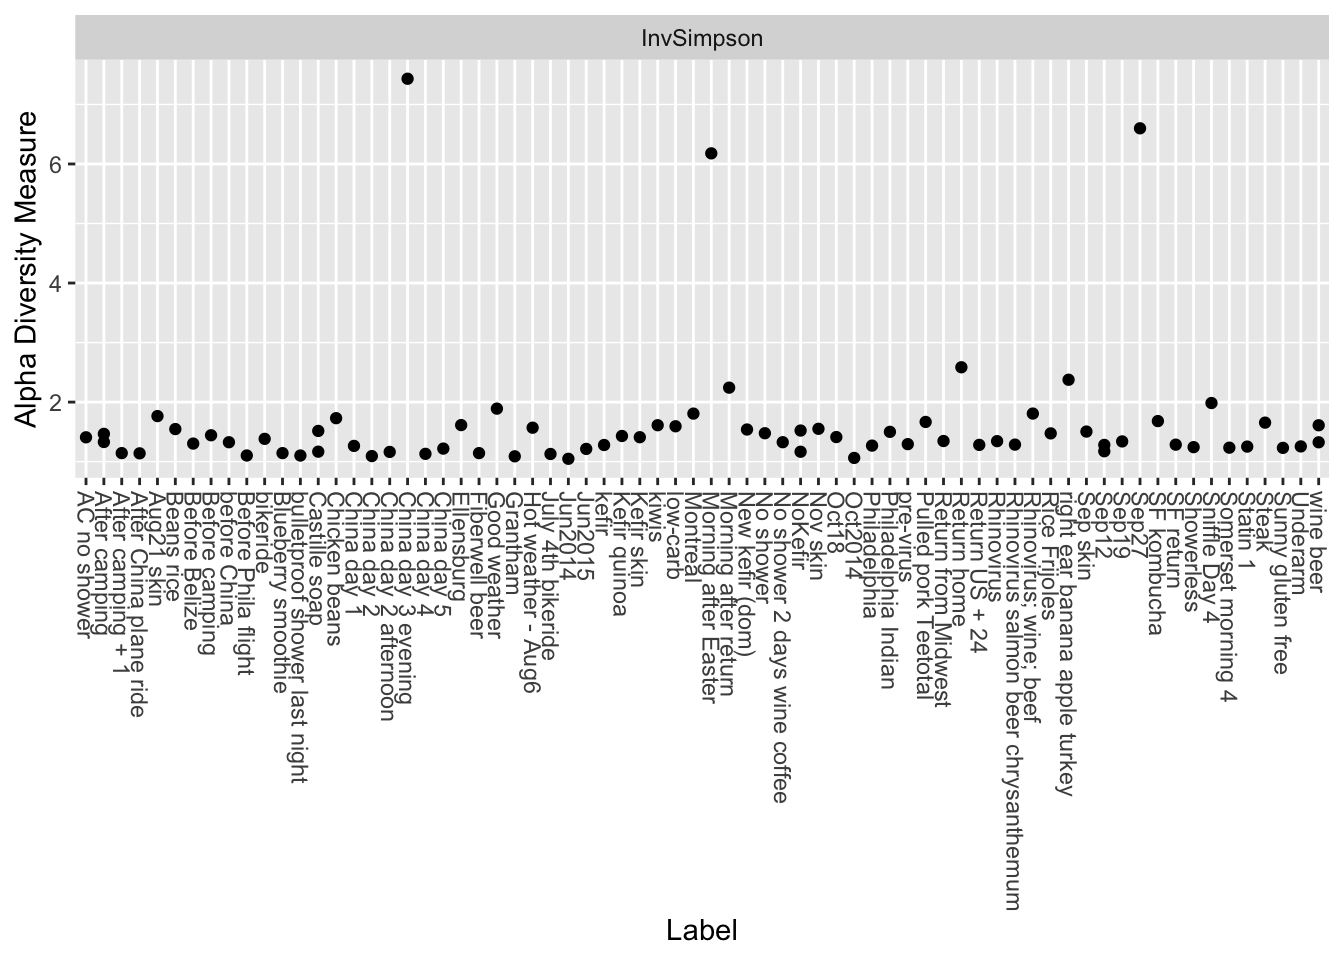 InvSimpson
Alpha Diversity Measure
6
4
2
AC no shower
After camping
After camping + 1
After China plane ride
Aug21 skin
Beans rice
Before Belize
Before camping
before China
Before Phila flight
bikeride
Blueberry smoothie
bulletproof shower last night
Castille soap
Chicken beans
China day 1
China day 2
China day 2 afternoon
China day 3 evening
China day 4
China day 5
Ellensburg
Fiberwell beer
Good weather
Grantham
Hot weather - Aug6
July 4th bikeride
Jun2014
Jun2015
kefir
Kefir quinoa
Kefir skin
kiwis
low-carb
Montreal
Morning after Easter
Morning after return
New kefir (dom)
No shower
No shower 2 days wine coffee
NoKefir
Nov skin
Oct18
Oct2014
Philadelphia
Philadelphia Indian
pre-virus
Pulled pork Teetotal
Return from Midwest
Return home
Return US + 24
Rhinovirus
Rhinovirus salmon beer chrysanthemum
Rhinovirus; wine; beef
Rice Frijoles
right ear banana apple turkey
Sep skin
Sep12
Sep19
Sep27
SF kombucha
SF return
Showerless
Sniffle Day 4
Somerset morning 4
Statin 1
Steak
Sunny gluten free
Underarm
wine beer
Label